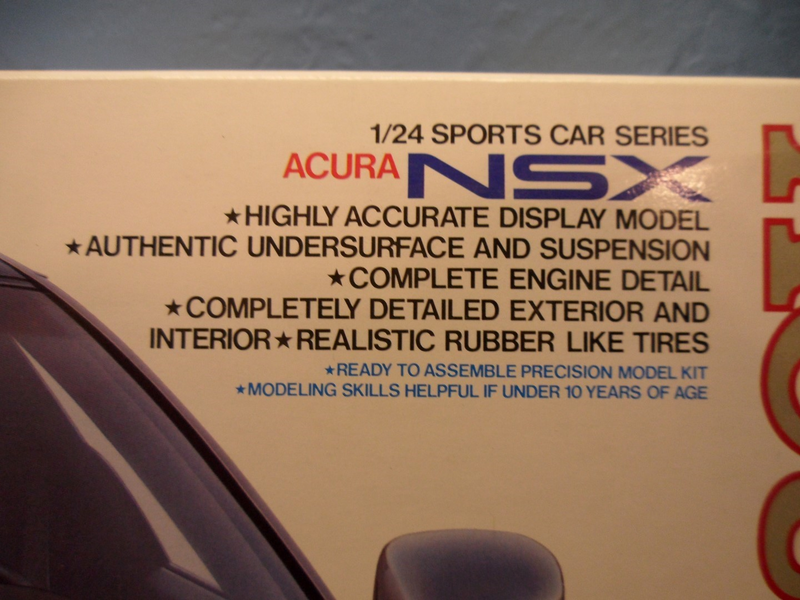 1/24 SPORTS CAR SERIES
ACURA NSX
★HIGHLY ACCURATE DISPLAY MODEL
★AUTHENTIC UNDERSURFACE AND SUSPENSION
★COMPLETE ENGINE DETAIL
★COMPLETELY DETAILED EXTERIOR AND
INTERIOR★REALISTIC RUBBER LIKE TIRES
★READY TO ASSEMBLE PRECISION MODEL KIT
★MODELING SKILLS HELPFUL IF UNDER 10 YEARS OF AGE